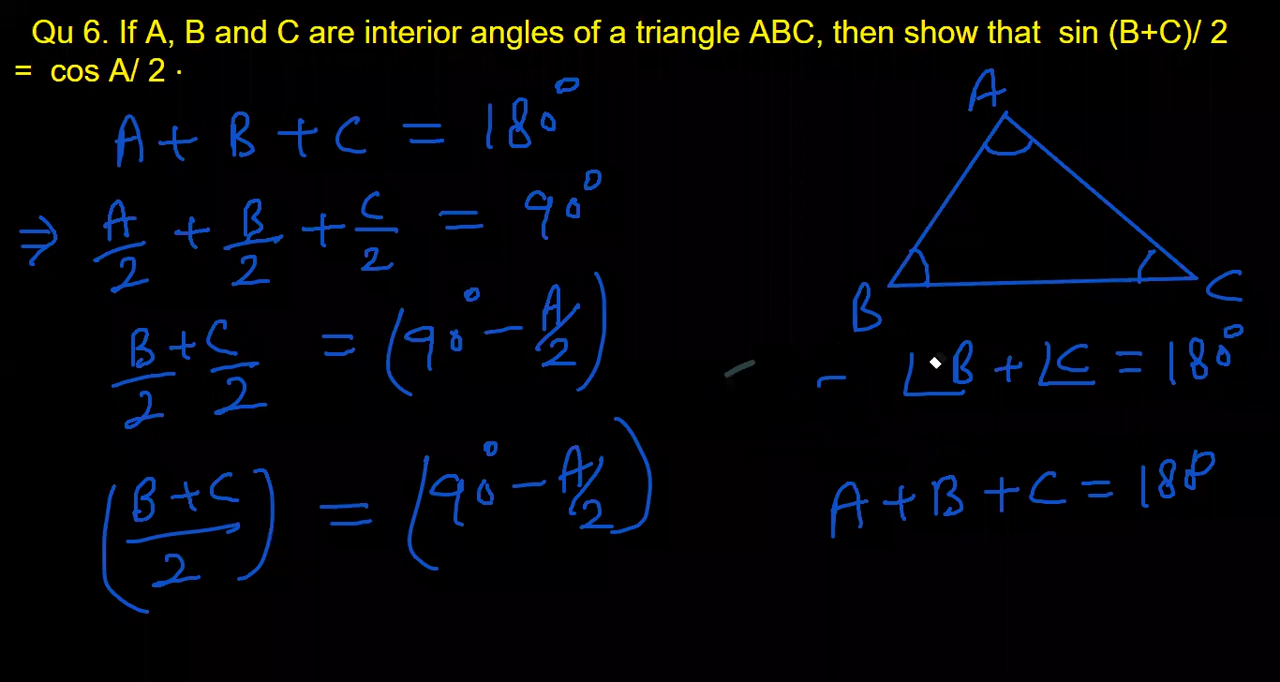 Qu 6. If A, B and C are interior angles of a triangle ABC, then show that sin (B+C)/ 2
= cos A/ 2 ·
A + B + C = 180°
⇒ A/2 + B/2 + C/2 = 90°
B/2 + C/2 = (90° - A/2)
(B+C/2) = (90° - A/2)
A
B
C
- ∠B + ∠C = 180°
A + B + C = 180